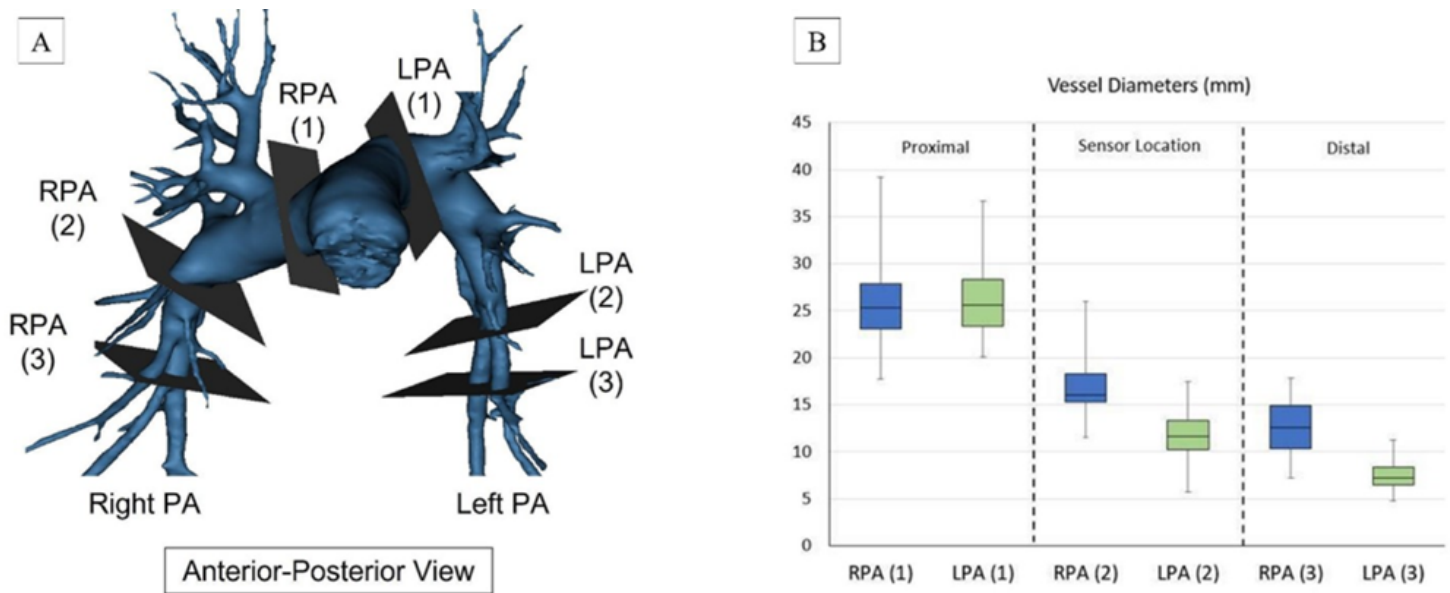 A
RPA
(1)
LPA
(1)
RPA
(2)
RPA
(3)
LPA
(2)
LPA
(3)
Right PA
Left PA
Anterior-Posterior View
B
Vessel Diameters (mm)
45
40
35
30
25
20
15
10
5
0
Proximal
Sensor Location
Distal
RPA (1)
LPA (1)
RPA (2)
LPA (2)
RPA (3)
LPA (3)